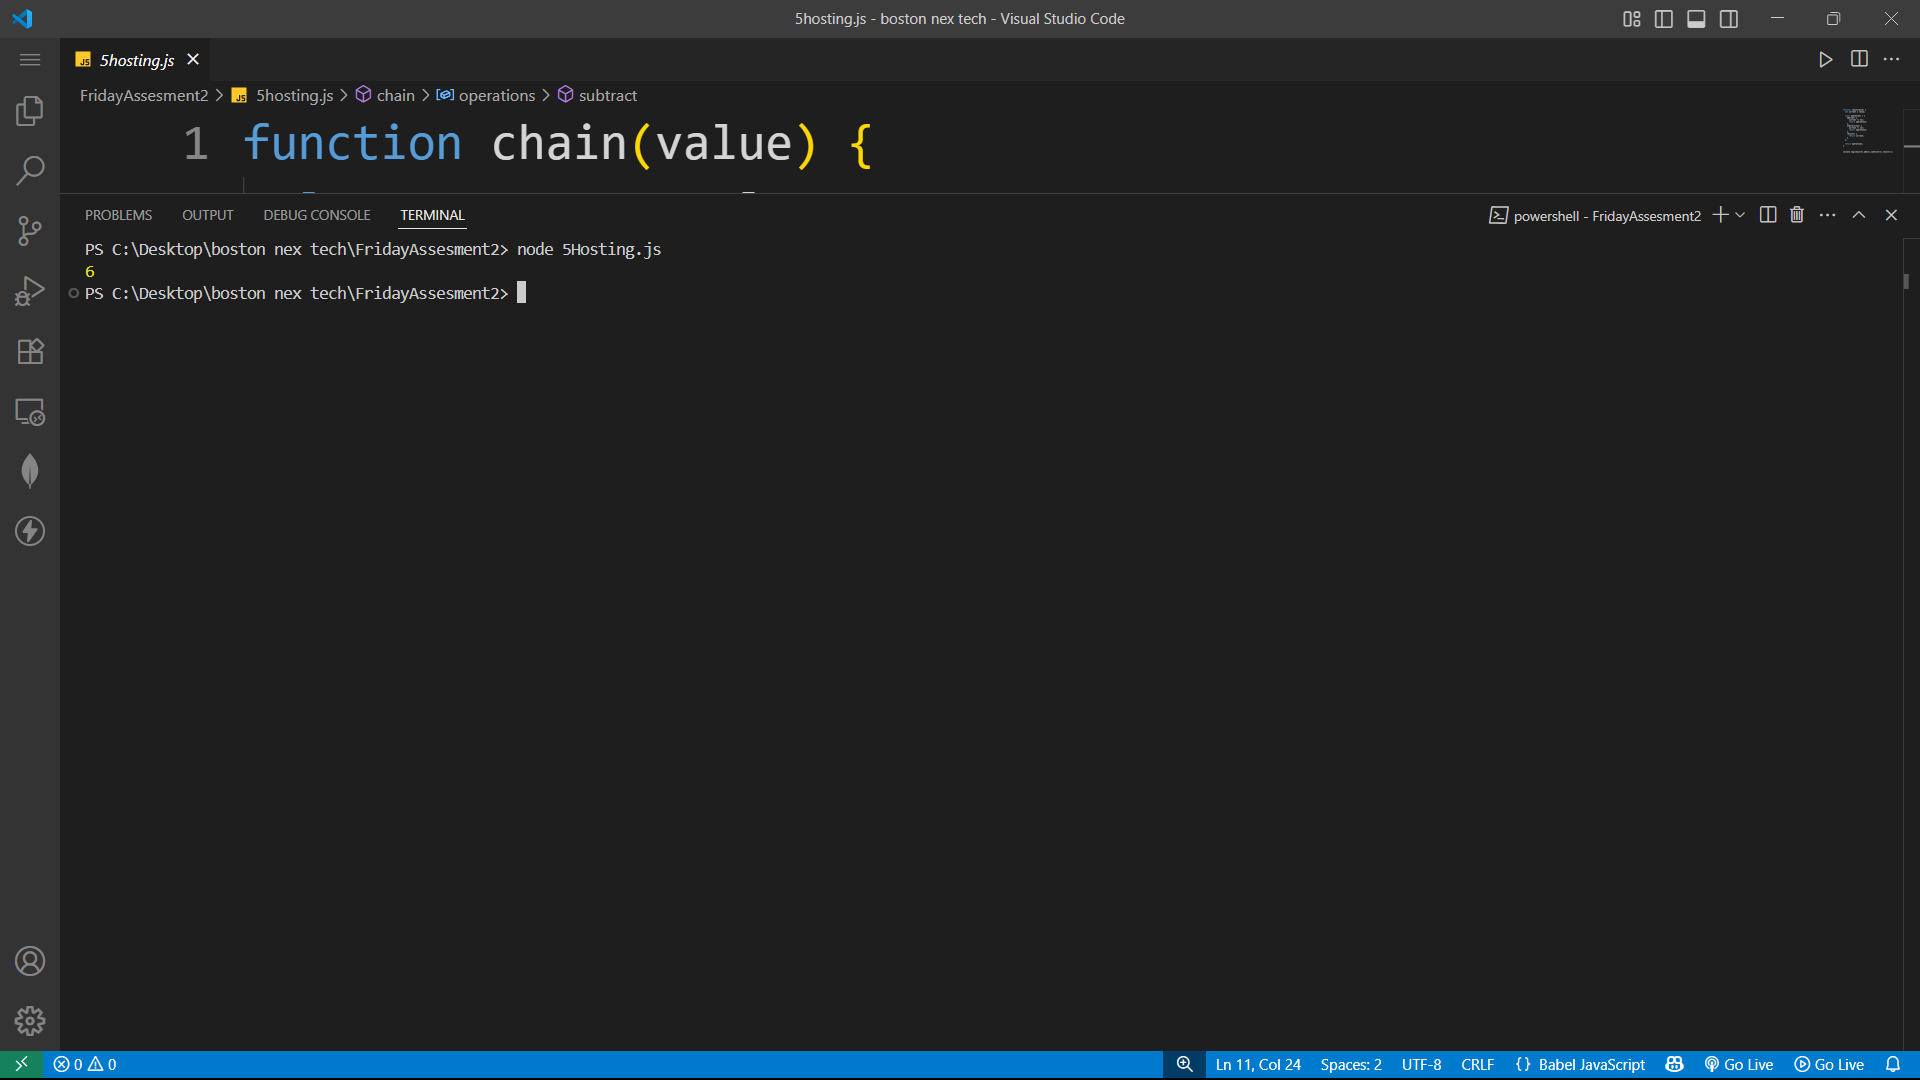 5hosting.js - boston nex tech - Visual Studio Code
JS 5hosting.js
FridayAssesment2 > JS 5hosting.js > chain > operations > subtract
1 function chain(value) {
PROBLEMS OUTPUT DEBUG CONSOLE TERMINAL
powershell - FridayAssesment2
PS C:\Desktop\boston nex tech\FridayAssesment2> node 5Hosting.js
6
PS C:\Desktop\boston nex tech\FridayAssesment2>
0 0 Ln 11, Col 24 Spaces: 2 UTF-8 CRLF {} Babel JavaScript Go Live Go Live